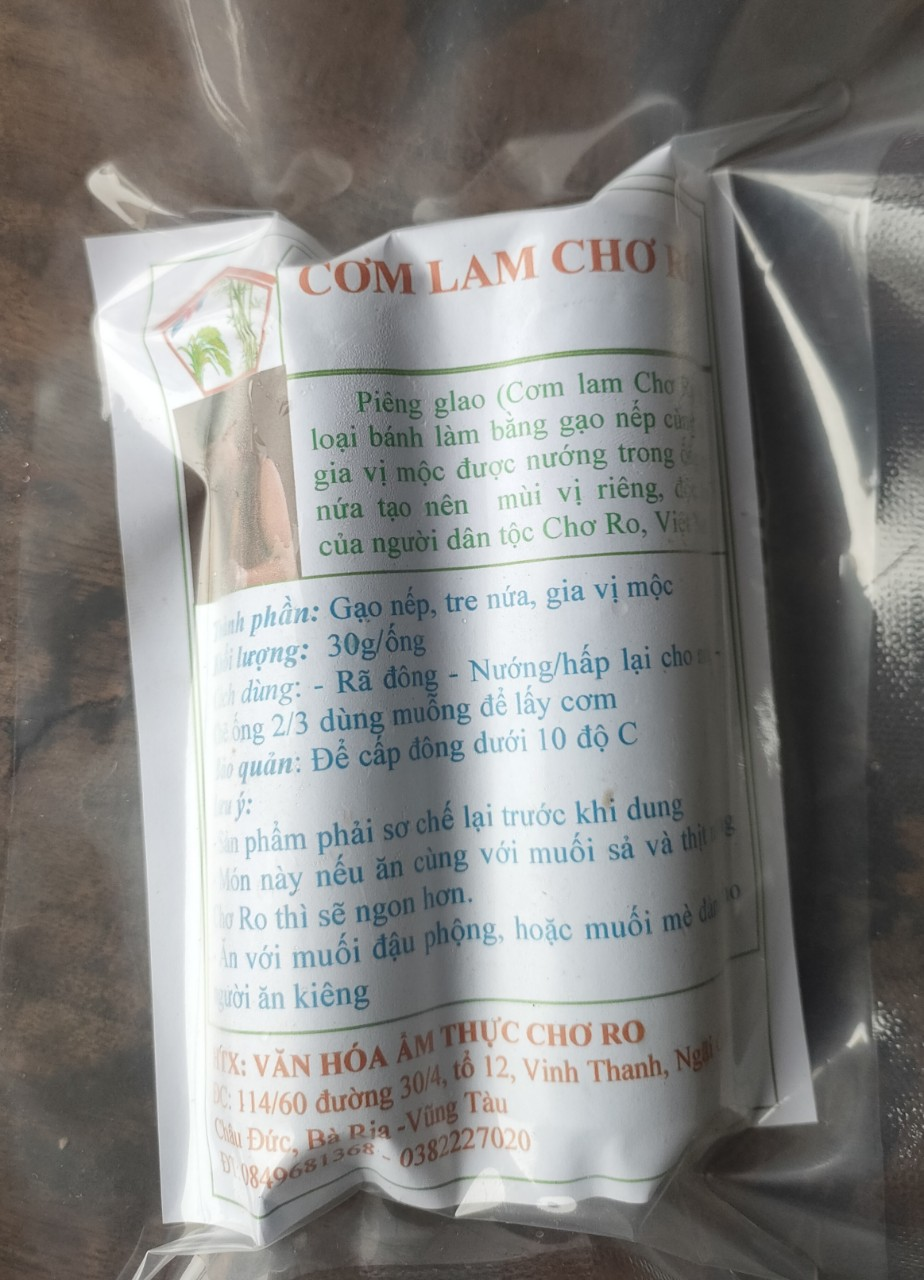 CƠM LAM CHƠ
Piêng glao (Cơm lam Chơ
loại bánh làm bằng gạo nếp cùng
gia vị mộc được nướng trong
nứa tạo nên mùi vị riêng,
của người dân tộc Chơ Ro, Việt
phần: Gạo nếp, tre nứa, gia vị mộc
lượng: 30g/ống
dùng: - Rã đông - Nướng/hấp lại cho
ống 2/3 dùng muỗng để lấy cơm
quản: Để cấp đông dưới 10 độ C
ý:
Sản phẩm phải sơ chế lại trước khi dung
Món này nếu ăn cùng với muối sả và thịt
Ro thì sẽ ngon hơn.
Ăn với muối đậu phộng, hoặc muối mè
người ăn kiêng
HTX: VĂN HÓA ẨM THỰC CHƠ RO
ĐC: 114/60 đường 30/4, tổ 12, Vinh Thanh,
Châu Đức, Bà Rịa -Vũng Tàu
ĐT 0849681368 - 0382227020